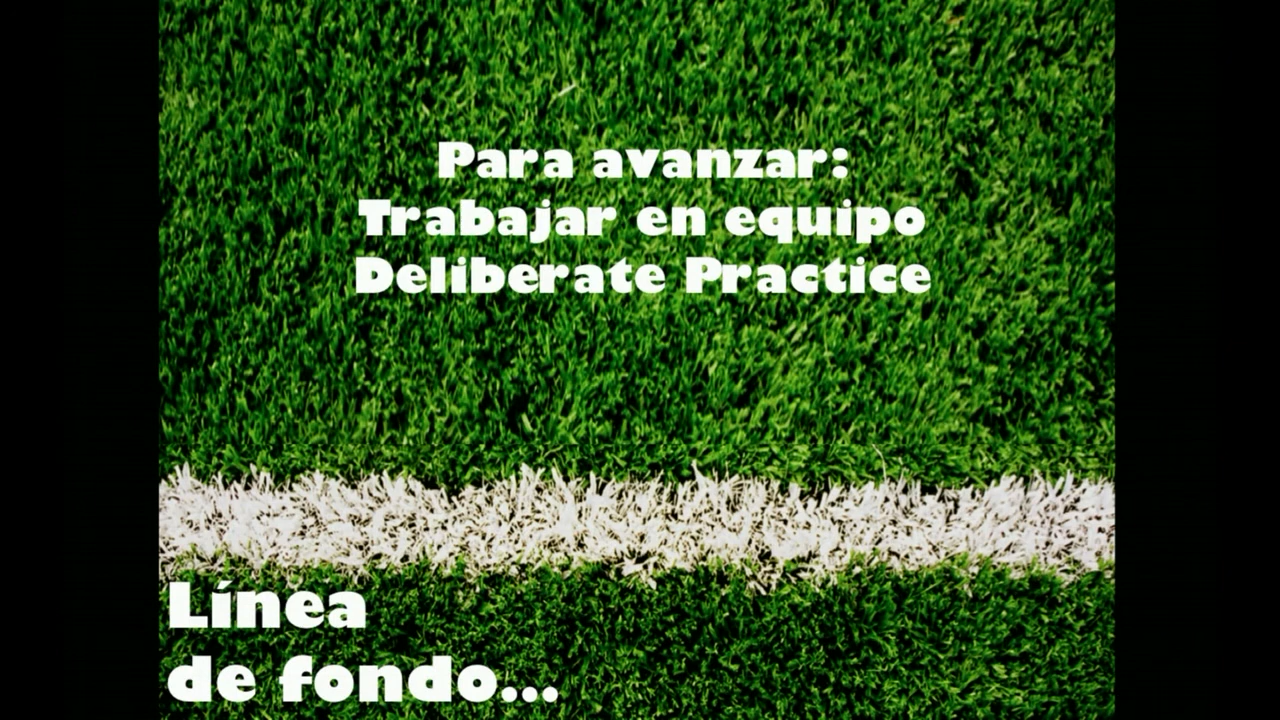 Para avanzar:
Trabajar en equipo
Deliberate Practice
Línea
de fondo...